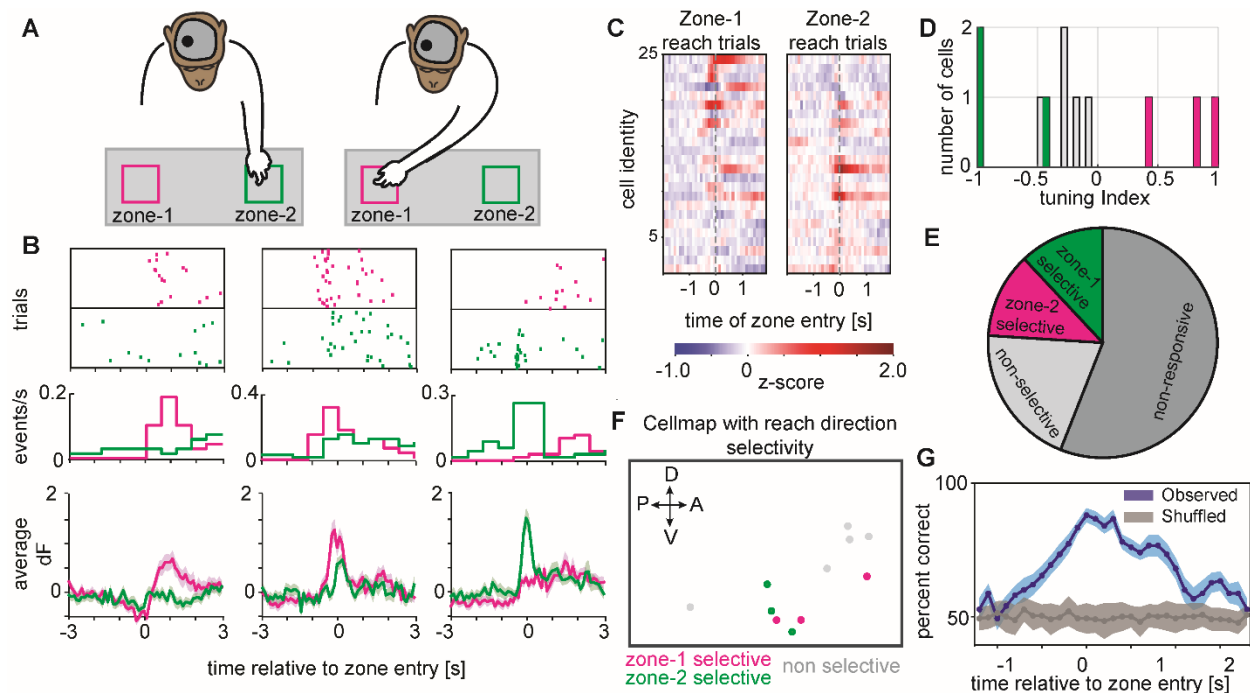 A
zone-1
zone-2
zone-1
zone-2
B
trials
events/s
0.2
0
0.4
0
0.3
0
average
dF
2
0
2
0
2
0
-3
0
3
-3
0
3
-3
0
3
time relative to zone entry [s]
C
Zone-1
reach trials
Zone-2
reach trials
25
5
cell identity
-1
0
1
-1
0
1
time of zone entry [s]
-1.0
2.0
z-score
D
number of cells
2
1
0
-1
-0.5
0
0.5
1
tuning Index
E
zone-1
selective
zone-2
selective
non-selective
non-responsive
F
Cellmap with reach direction
selectivity
D
P
A
V
zone-1 selective
zone-2 selective
non selective
G
100
50
percent correct
Observed
Shuffled
-1
0
1
2
time relative to zone entry [s]